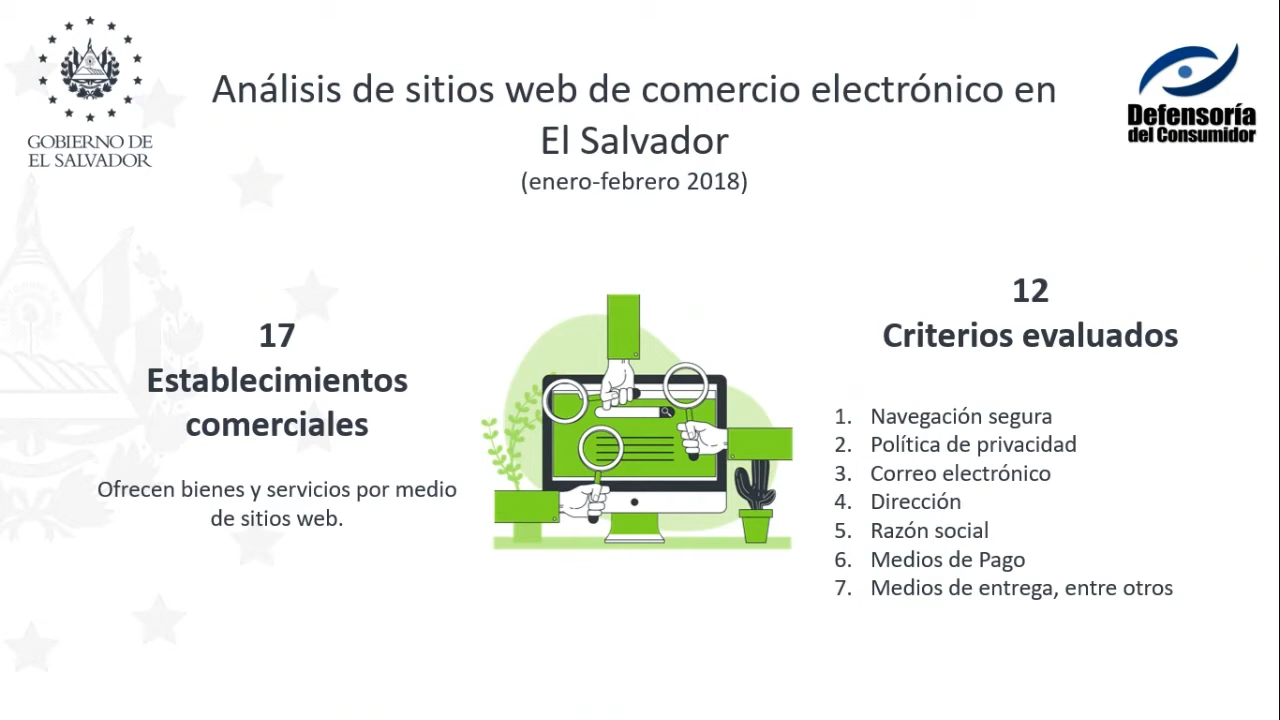 GOBIERNO DE
EL SALVADOR
Análisis de sitios web de comercio electrónico en
El Salvador
(enero-febrero 2018)
Defensoría
del Consumidor
17
Establecimientos
comerciales
Ofrecen bienes y servicios por medio
de sitios web.
12
Criterios evaluados
1. Navegación segura
2. Política de privacidad
3. Correo electrónico
4. Dirección
5. Razón social
6. Medios de Pago
7. Medios de entrega, entre otros